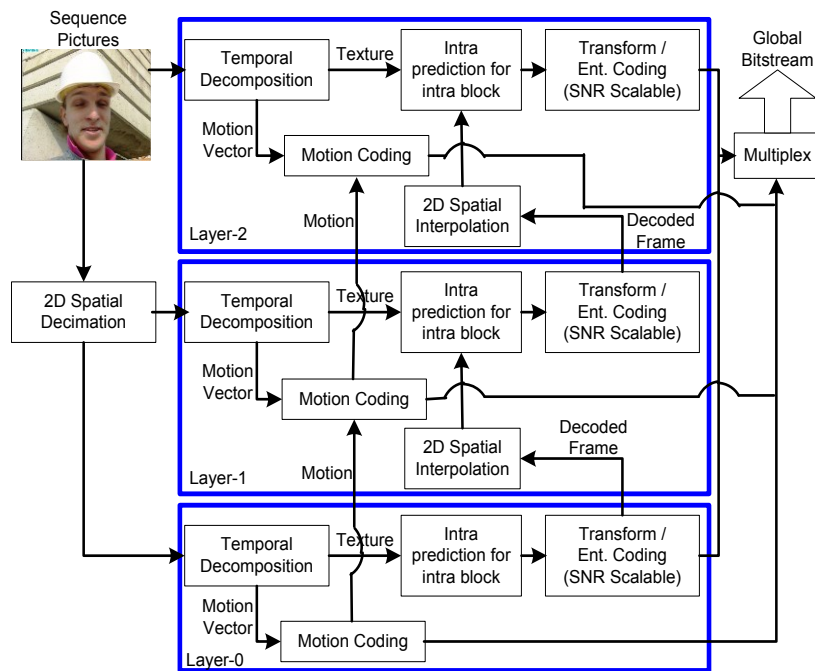 Sequence
Pictures
Temporal
Decomposition
Texture
Intra
prediction for
intra block
Transform /
Ent. Coding
(SNR Scalable)
Global
Bitstream
Motion
Vector
Motion Coding
Multiplex
Motion
2D Spatial
Interpolation
Decoded
Frame
Layer-2
2D Spatial
Decimation
Temporal
Decomposition
Texture
Intra
prediction for
intra block
Transform /
Ent. Coding
(SNR Scalable)
Motion
Vector
Motion Coding
Motion
2D Spatial
Interpolation
Decoded
Frame
Layer-1
Temporal
Decomposition
Texture
Intra
prediction for
intra block
Transform /
Ent. Coding
(SNR Scalable)
Motion
Vector
Motion Coding
Layer-0